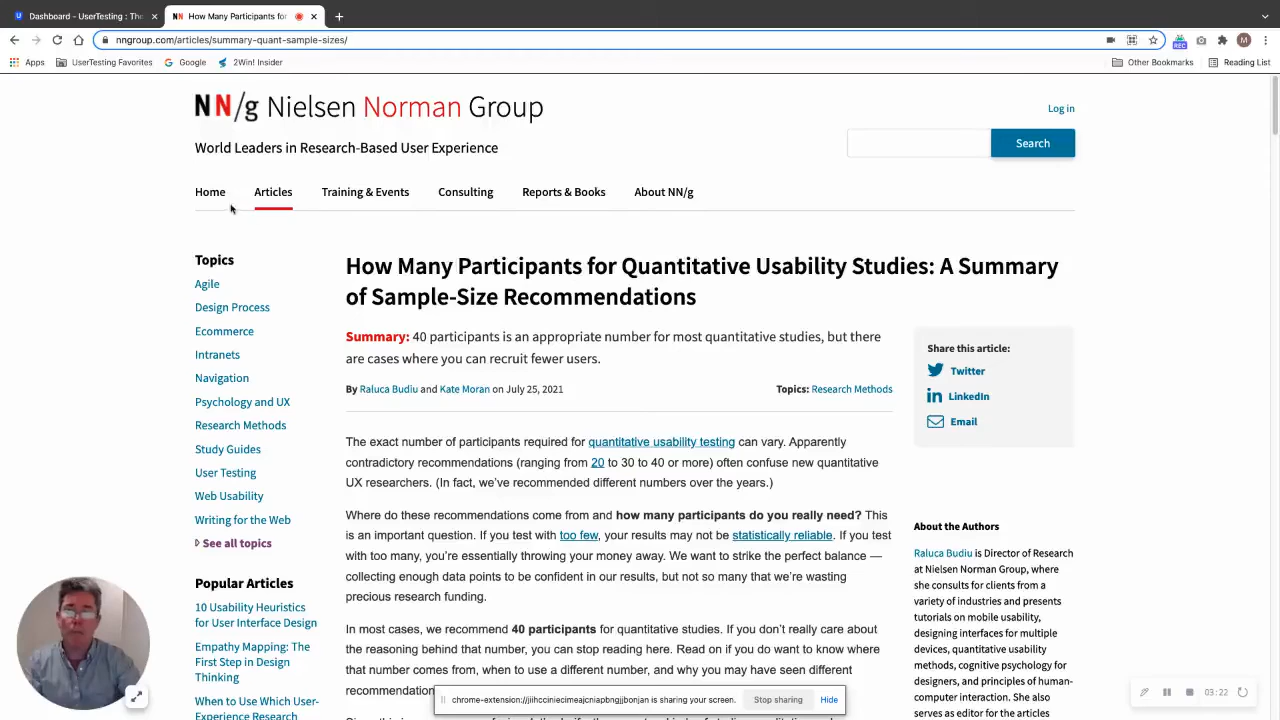 Dashboard - UserTesting : The
How Many Participants for
nngroup.com/articles/summary-quant-sample-sizes/
REC
M
Apps
UserTesting Favorites
Google
2Win! Insider
Other Bookmarks
Reading List
NN/g Nielsen Norman Group
World Leaders in Research-Based User Experience
Log in
Search
Home
Articles
Training & Events
Consulting
Reports & Books
About NN/g
Topics
Agile
Design Process
Ecommerce
Intranets
Navigation
Psychology and UX
Research Methods
Study Guides
User Testing
Web Usability
Writing for the Web
See all topics
Popular Articles
10 Usability Heuristics
for User Interface Design
Empathy Mapping: The
First Step in Design
Thinking
When to Use Which User-
Experience Research
How Many Participants for Quantitative Usability Studies: A Summary
of Sample-Size Recommendations
Summary: 40 participants is an appropriate number for most quantitative studies, but there
are cases where you can recruit fewer users.
By Raluca Budiu and Kate Moran on July 25, 2021
Topics: Research Methods
The exact number of participants required for quantitative usability testing can vary. Apparently
contradictory recommendations (ranging from 20 to 30 to 40 or more) often confuse new quantitative
UX researchers. (In fact, we've recommended different numbers over the years.)
Where do these recommendations come from and how many participants do you really need? This
is an important question. If you test with too few, your results may not be statistically reliable. If you test
with too many, you're essentially throwing your money away. We want to strike the perfect balance —
collecting enough data points to be confident in our results, but not so many that we're wasting
precious research funding.
In most cases, we recommend 40 participants for quantitative studies. If you don't really care about
the reasoning behind that number, you can stop reading here. Read on if you do want to know where
that number comes from, when to use a different number, and why you may have seen different
recommendation
Share this article:
Twitter
LinkedIn
Email
About the Authors
Raluca Budiu is Director of Research
at Nielsen Norman Group, where
she consults for clients from a
variety of industries and presents
tutorials on mobile usability,
designing interfaces for multiple
devices, quantitative usability
methods, cognitive psychology for
designers, and principles of human-
computer interaction. She also
serves as editor for the articles
chrome-extension://jiihcciniecimeajcniapbngjjbonjan is sharing your screen.
Stop sharing
Hide
03:22